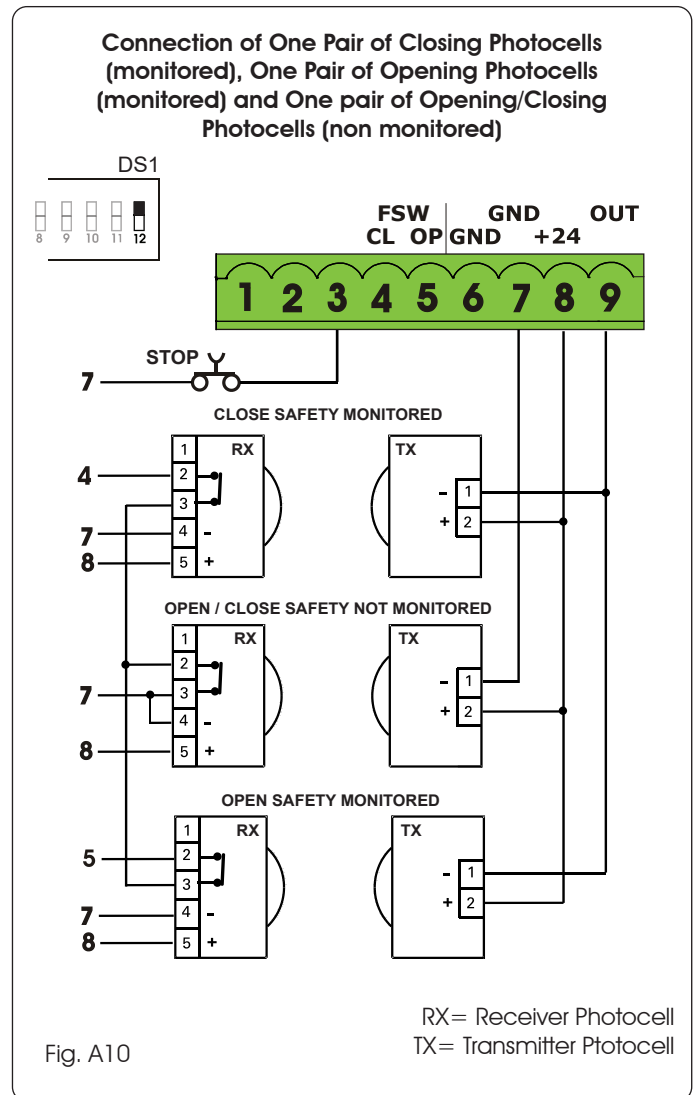 Connection of One Pair of Closing Photocells
(monitored), One Pair of Opening Photocells
(monitored) and One pair of Opening/Closing
Photocells (non monitored)
DS1
8 9 10 11 12
FSW GND OUT
CL OP GND +24
1 2 3 4 5 6 7 8 9
STOP
7
CLOSE SAFETY MONITORED
1 RX TX
4 2
3 - 1
7 4 - + 2
8 5 +
OPEN / CLOSE SAFETY NOT MONITORED
1 RX TX
2
7 3 - 1
4 - + 2
8 5 +
OPEN SAFETY MONITORED
1 RX TX
5 2
3 - 1
7 4 - + 2
8 5 +
RX= Receiver Photocell
Fig. A10 TX= Transmitter Ptotocell